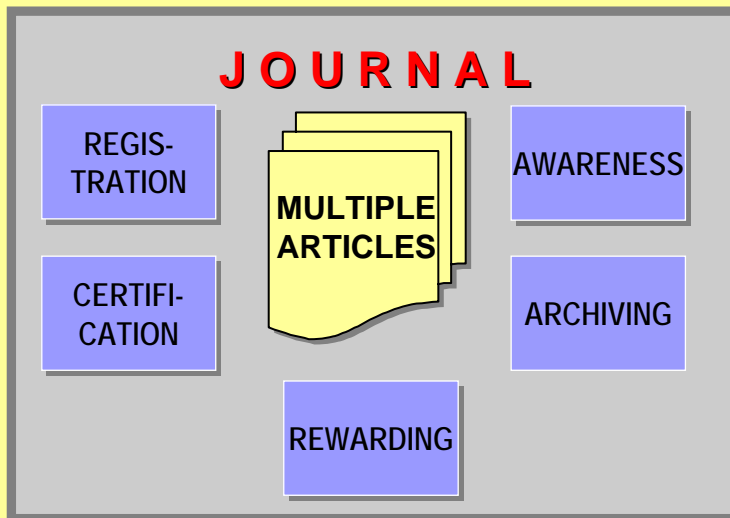 J O U R N A L
REGIS-
TRATION
MULTIPLE
ARTICLES
AWARENESS
CERTIFI-
CATION
ARCHIVING
REWARDING